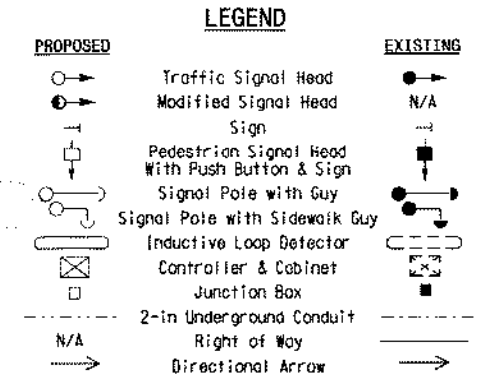 LEGEND
PROPOSED EXISTING
Traffic Signal Head
Modified Signal Head N/A
Sign
Pedestrian Signal Head
With Push Button & Sign
Signal Pole with Guy
Signal Pole with Sidewalk Guy
Inductive Loop Detector
Controller & Cabinet
Junction Box
2-in Underground Conduit
N/A Right of Way
Directional Arrow